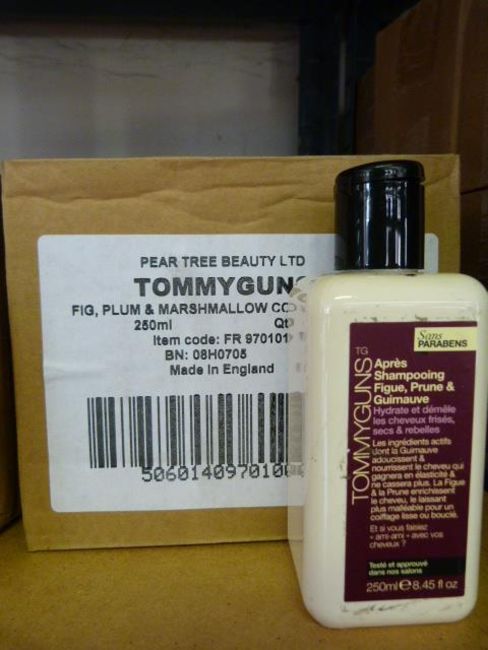 PEAR TREE BEAUTY LTD
TOMMYGUNS
FIG, PLUM & MARSHMALLOW
250ml
Item code: FR 970101
BN: 08H0705
Made in England
Sans
PARABENS
TG
TOMMYGUNS
Après
Shampooing
Figue, Prune &
Guimauve
Hydrate et démêle
les cheveux frisés,
secs & rebelles
Les ingrédients actifs
dont la Guimauve
adoucissent &
nourrissent le cheveu qui
gagnera en élasticité &
ne cassera plus. La Figue
& la Prune enrichissent
le cheveu, le laissant
plus malléable pour un
coiffage lisse ou bouclé.
Et si vous faisiez
« ami-ami » avec vos
cheveux ?
Testé et approuvé
dans nos salons
250ml e 8.45 fl oz